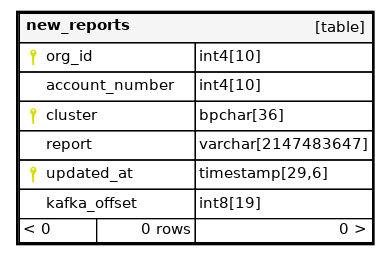 new_reports [table]
org_id int4[10]
account_number int4[10]
cluster bpchar[36]
report varchar[2147483647]
updated_at timestamp[29,6]
kafka_offset int8[19]
< 0 0 rows 0 >